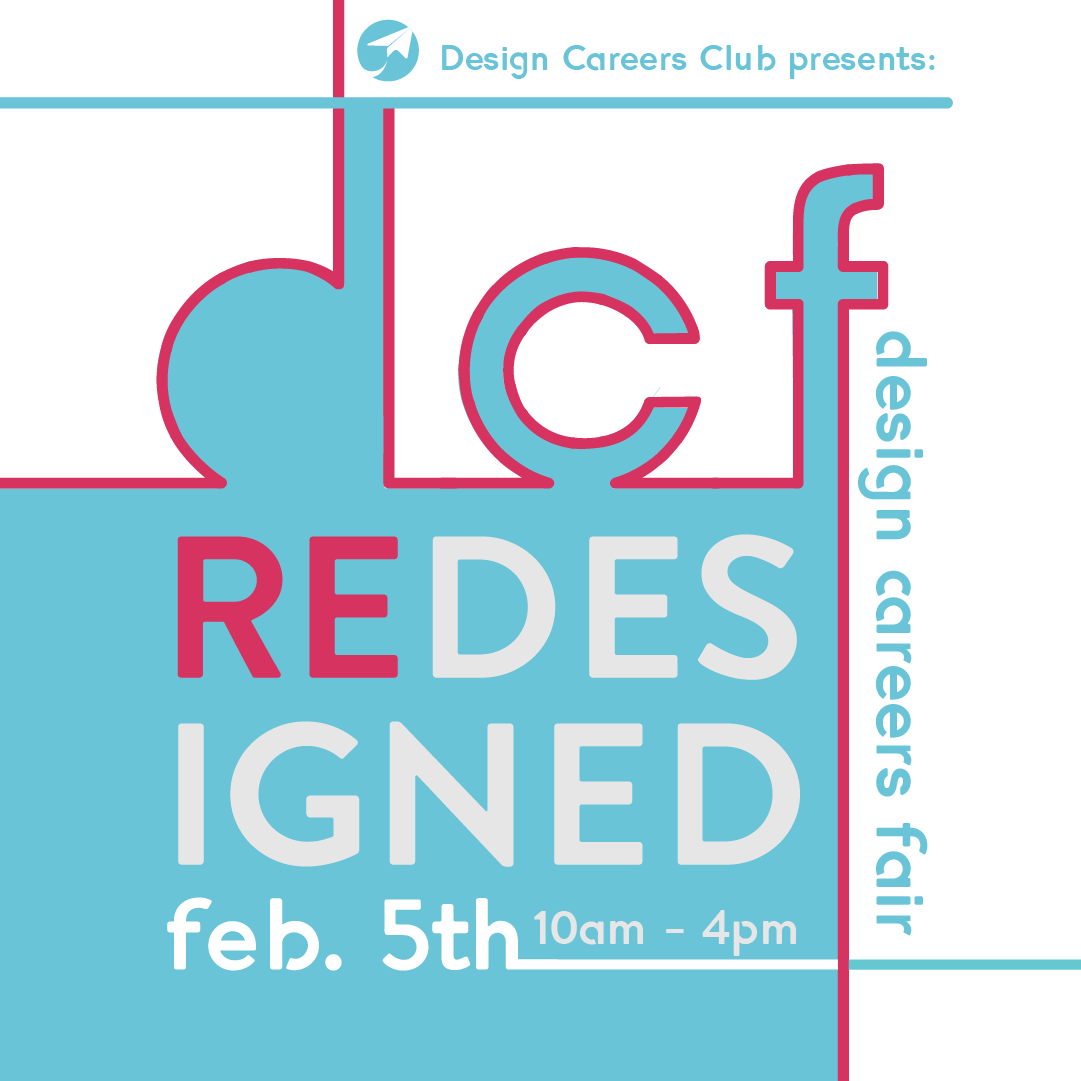 Design Careers Club presents:
dcf
design careers fair
REDES
IGNED
feb. 5th 10am - 4pm